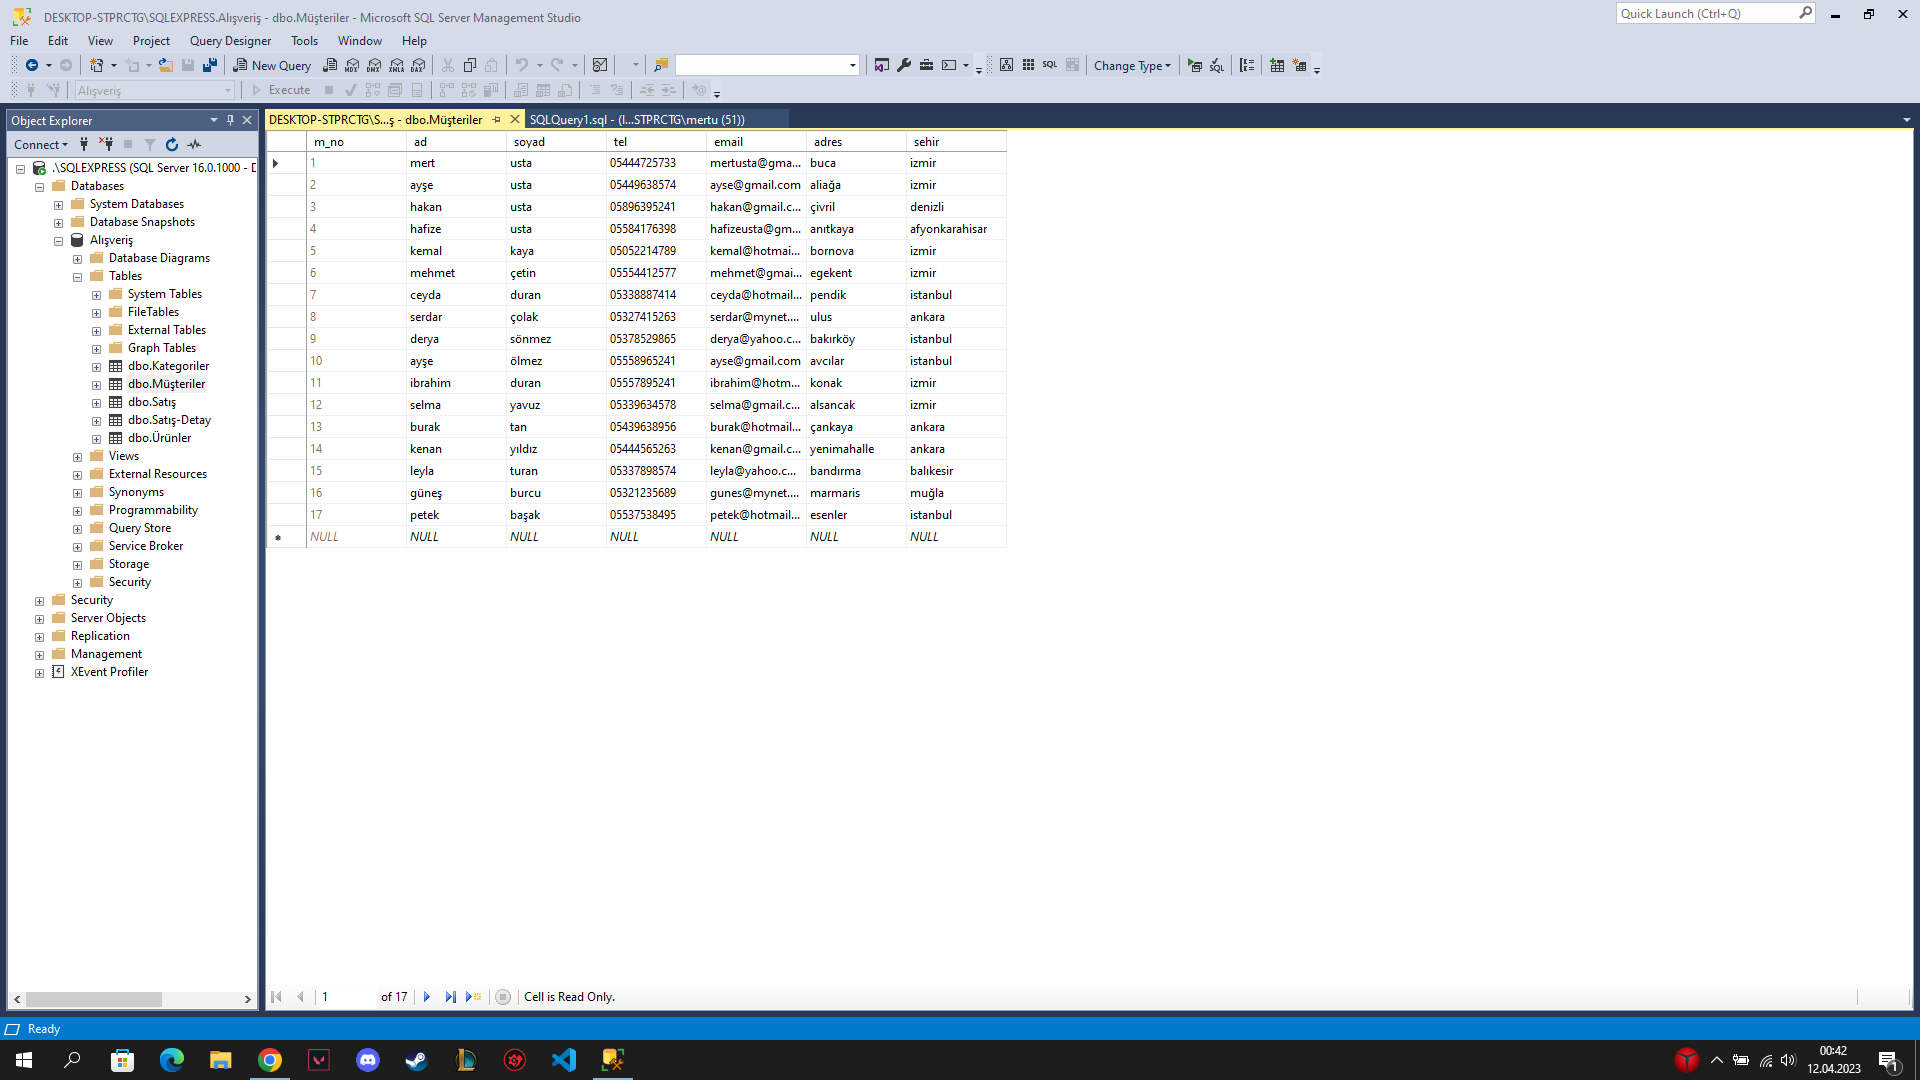 DESKTOP-STPRCTG\SQLEXPRESS.Alışveriş - dbo.Müşteriler - Microsoft SQL Server Management Studio
Quick Launch (Ctrl+Q)
File Edit View Project Query Designer Tools Window Help
New Query MDX DMX XMLA DAX SQL Change Type SQL
Alışveriş Execute
Object Explorer
DESKTOP-STPRCTG\S...ş - dbo.Müşteriler
SQLQuery1.sql - (l...STPRCTG\mertu (51))
Connect
.\SQLEXPRESS (SQL Server 16.0.1000 - D
Databases
System Databases
Database Snapshots
Alışveriş
Database Diagrams
Tables
System Tables
FileTables
External Tables
Graph Tables
dbo.Kategoriler
dbo.Müşteriler
dbo.Satış
dbo.Satış-Detay
dbo.Ürünler
Views
External Resources
Synonyms
Programmability
Query Store
Service Broker
Storage
Security
Security
Server Objects
Replication
Management
XEvent Profiler
m_no ad soyad tel email adres sehir
1 mert usta 05444725733 mertusta@gma... buca izmir
2 ayşe usta 05449638574 ayse@gmail.com aliağa izmir
3 hakan usta 05896395241 hakan@gmail.c... çivril denizli
4 hafize usta 05584176398 hafizeusta@gm... anıtkaya afyonkarahisar
5 kemal kaya 05052214789 kemal@hotmai... bornova izmir
6 mehmet çetin 05554412577 mehmet@gmai... egekent izmir
7 ceyda duran 05338887414 ceyda@hotmail... pendik istanbul
8 serdar çolak 05327415263 serdar@mynet.... ulus ankara
9 derya sönmez 05378529865 derya@yahoo.c... bakırköy istanbul
10 ayşe ölmez 05558965241 ayse@gmail.com avcılar istanbul
11 ibrahim duran 05557895241 ibrahim@hotm... konak izmir
12 selma yavuz 05339634578 selma@gmail.c... alsancak izmir
13 burak tan 05439638956 burak@hotmail... çankaya ankara
14 kenan yıldız 05444565263 kenan@gmail.c... yenimahalle ankara
15 leyla turan 05337898574 leyla@yahoo.c... bandırma balıkesir
16 güneş burcu 05321235689 gunes@mynet.... marmaris muğla
17 petek başak 05537538495 petek@hotmail... esenler istanbul
NULL NULL NULL NULL NULL NULL NULL
1 of 17 Cell is Read Only.
Ready
00:42
12.04.2023
1